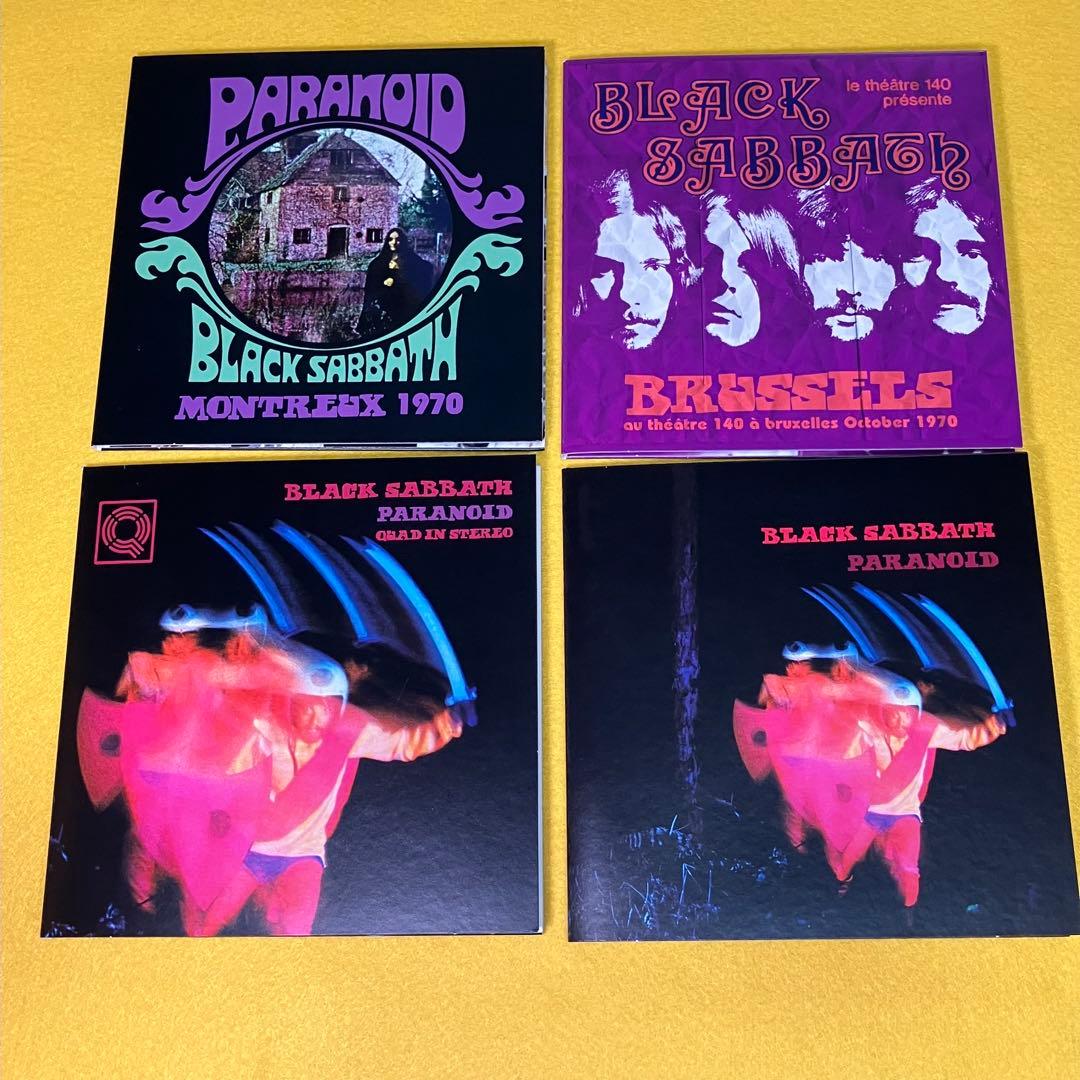 PARANOID
BLACK SABBATH
MONTREUX 1970
le théâtre 140
présente
BLACK
SABBATH
BRUSSELS
au théâtre 140 à bruxelles October 1970
BLACK SABBATH
PARANOID
QUAD IN STEREO
BLACK SABBATH
PARANOID